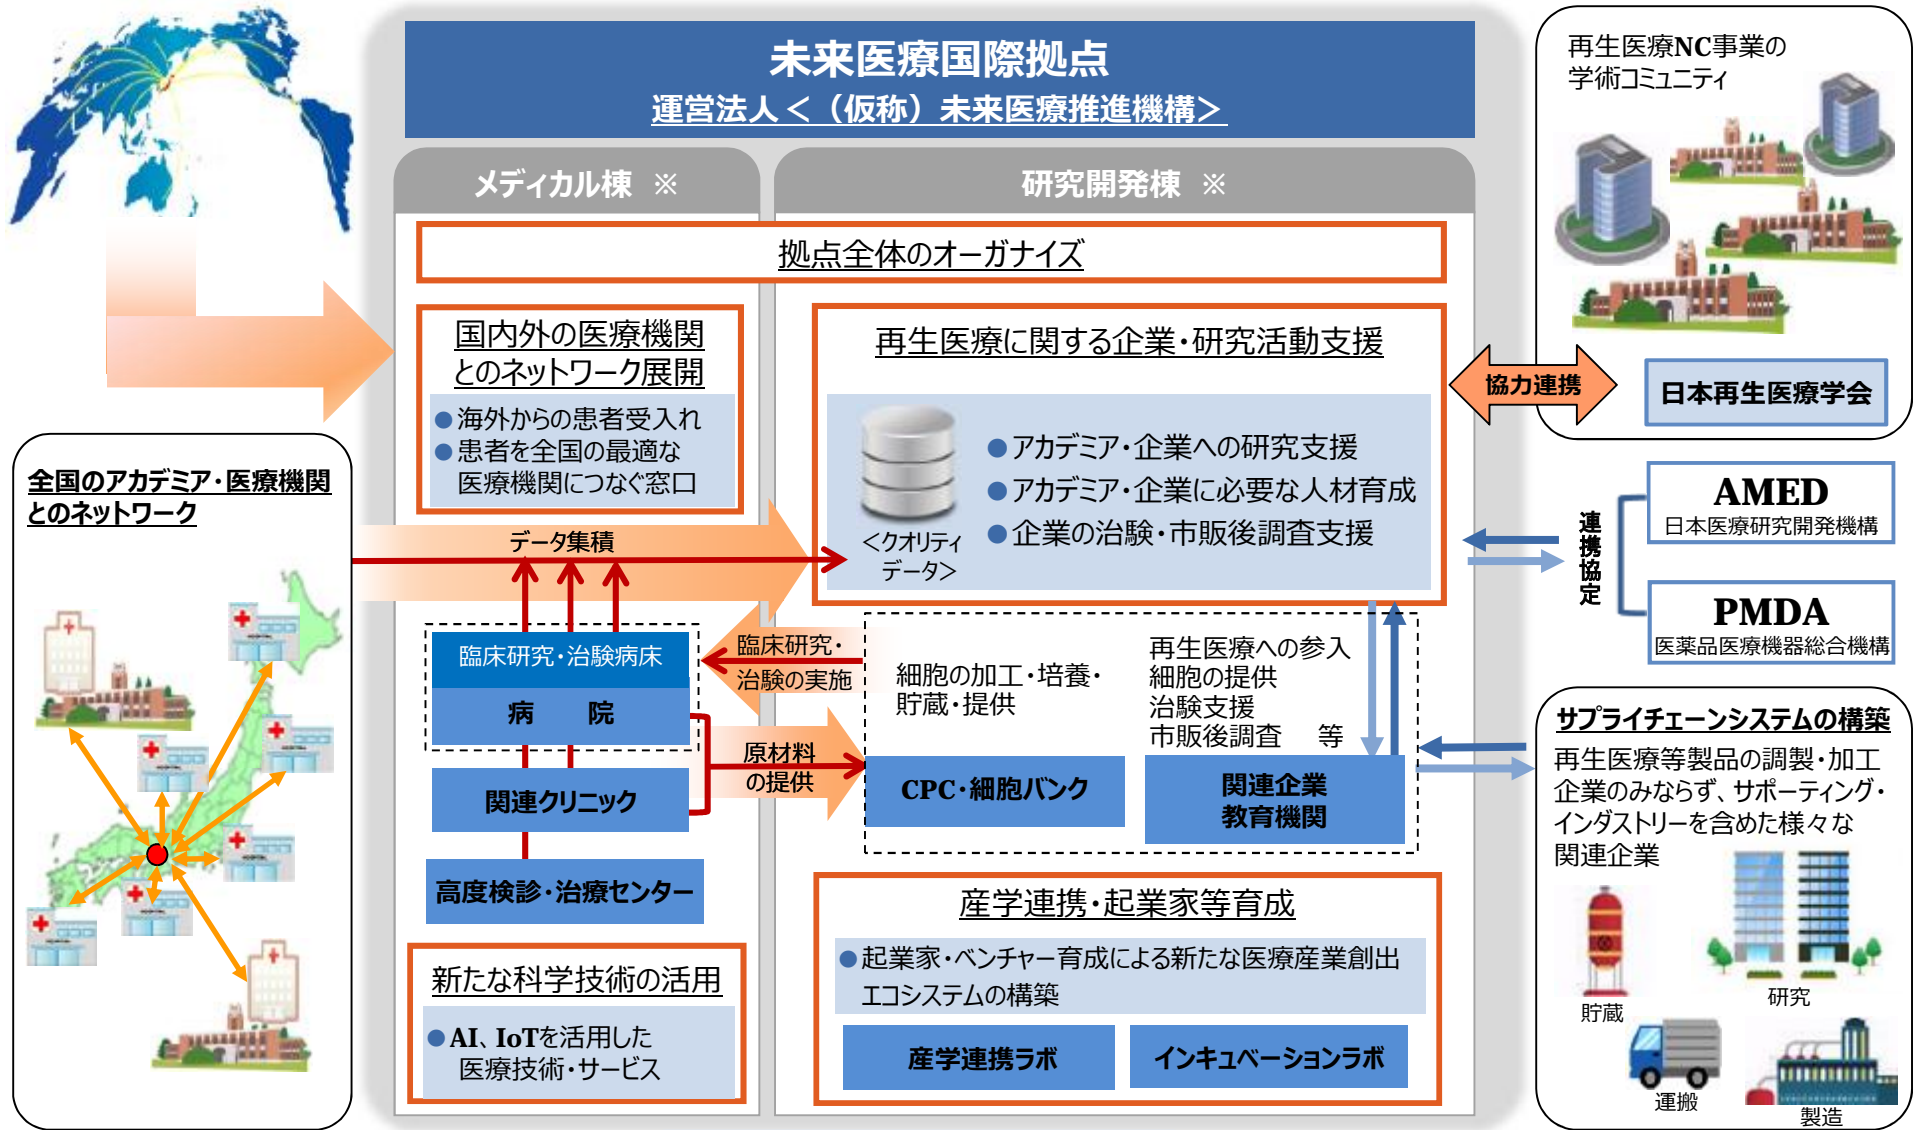 未来医療国際拠点
運営法人＜（仮称）未来医療推進機構＞
メディカル棟 ※
研究開発棟 ※
拠点全体のオーガナイズ
国内外の医療機関
とのネットワーク展開
●海外からの患者受入れ
●患者を全国の最適な
医療機関につなぐ窓口
再生医療に関する企業・研究活動支援
●アカデミア・企業への研究支援
●アカデミア・企業に必要な人材育成
●企業の治験・市販後調査支援
＜クオリティ
データ＞
データ集積
臨床研究・治験病床
病　院
関連クリニック
高度検診・治療センター
臨床研究・
治験の実施
原材料
の提供
細胞の加工・培養・
貯蔵・提供
CPC・細胞バンク
再生医療への参入
細胞の提供
治験支援
市販後調査　等
関連企業
教育機関
新たな科学技術の活用
●AI、IoTを活用した
医療技術・サービス
産学連携・起業家等育成
●起業家・ベンチャー育成による新たな医療産業創出
エコシステムの構築
産学連携ラボ
インキュベーションラボ
全国のアカデミア・医療機関
とのネットワーク
HOSPITAL
HOSPITAL
HOSPITAL
HOSPITAL
HOSPITAL
HOSPITAL
再生医療NC事業の
学術コミュニティ
協力連携
日本再生医療学会
連携協定
AMED
日本医療研究開発機構
PMDA
医薬品医療機器総合機構
サプライチェーンシステムの構築
再生医療等製品の調製・加工
企業のみならず、サポーティング・
インダストリーを含めた様々な
関連企業
貯蔵
研究
運搬
製造